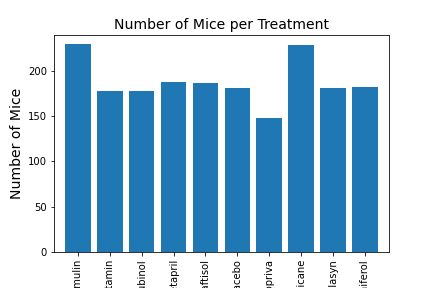 Number of Mice per Treatment
Number of Mice
200
150
100
50
0
mulin
tamin
binol
tapril
aftisol
acebo
opriva
icane
lasyn
iferol